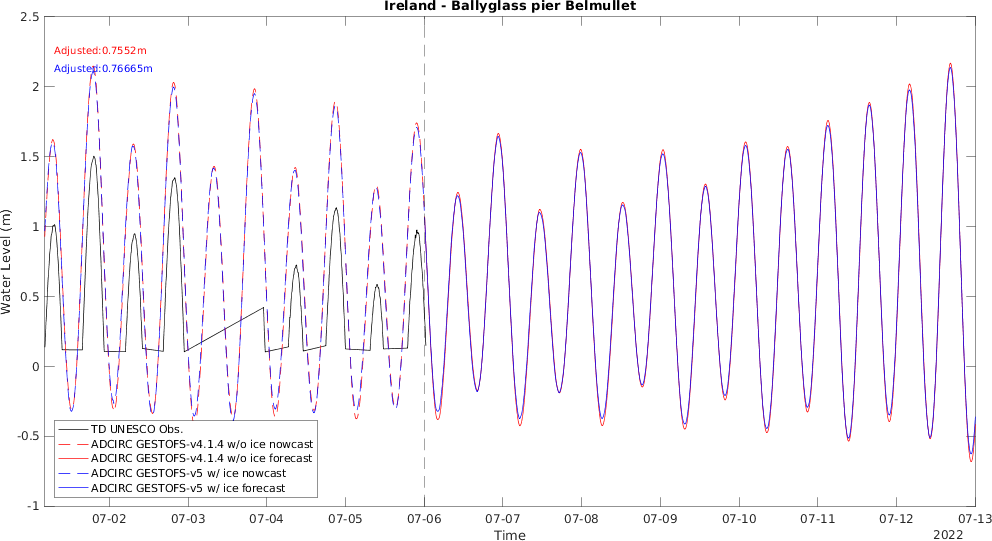 Ireland - Ballyglass pier Belmullet
2.5
Adjusted:0.7552m
Adjusted:0.76665m
2
1.5
1
0.5
0
-0.5
-1
Water Level (m)
TD UNESCO Obs.
ADCIRC GESTOFS-v4.1.4 w/o ice nowcast
ADCIRC GESTOFS-v4.1.4 w/o ice forecast
ADCIRC GESTOFS-v5 w/ ice nowcast
ADCIRC GESTOFS-v5 w/ ice forecast
07-02 07-03 07-04 07-05 07-06 07-07 07-08 07-09 07-10 07-11 07-12 07-13
Time
2022